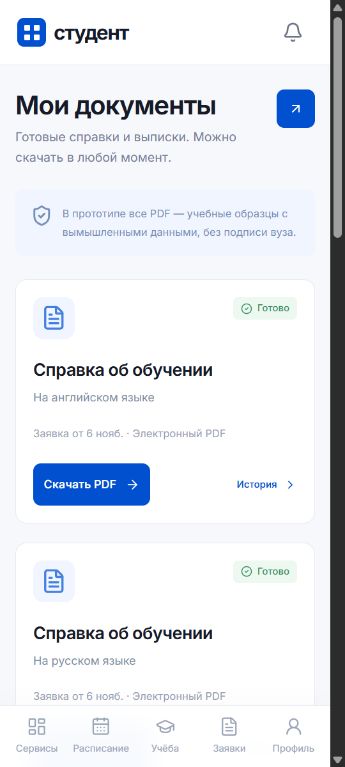 студент
Мои документы
Готовые справки и выписки. Можно
скачать в любой момент.
В прототипе все PDF — учебные образцы с
вымышленными данными, без подписи вуза.
Готово
Справка об обучении
На английском языке
Заявка от 6 нояб. · Электронный PDF
Скачать PDF
История
Готово
Справка об обучении
На русском языке
Заявка от 6 нояб. · Электронный PDF
Сервисы Расписание Учёба Заявки Профиль